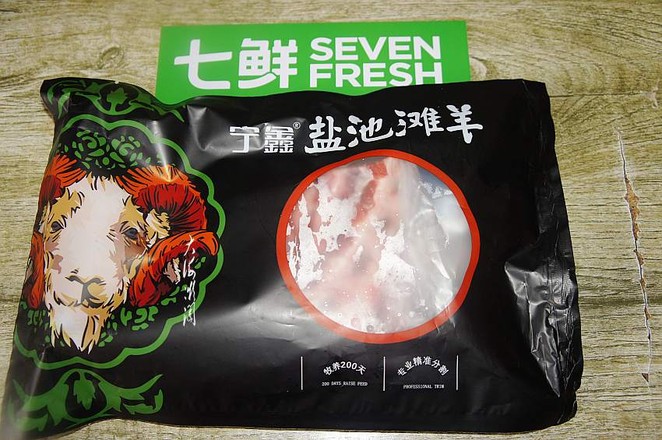 七鲜 SEVEN
FRESH
宁鑫® 盐池滩羊
牧养200天
200 DAYS RAISE FEED
专业精准分割
PROFESSIONAL TRIM